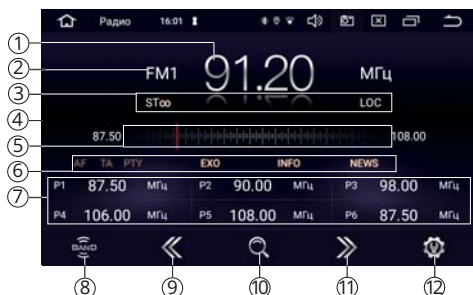 Радио 16:01
① 91.20
② FM1 МГц
③ ST LOC
④
⑤ 87.50 108.00
⑥ AF TA PTY EXO INFO NEWS
⑦ P1 87.50 МГц P2 90.00 МГц P3 98.00 МГц
P4 106.00 МГц P5 108.00 МГц P6 87.50 МГц
BAND
⑧ ⑨ ⑩ ⑪ ⑫